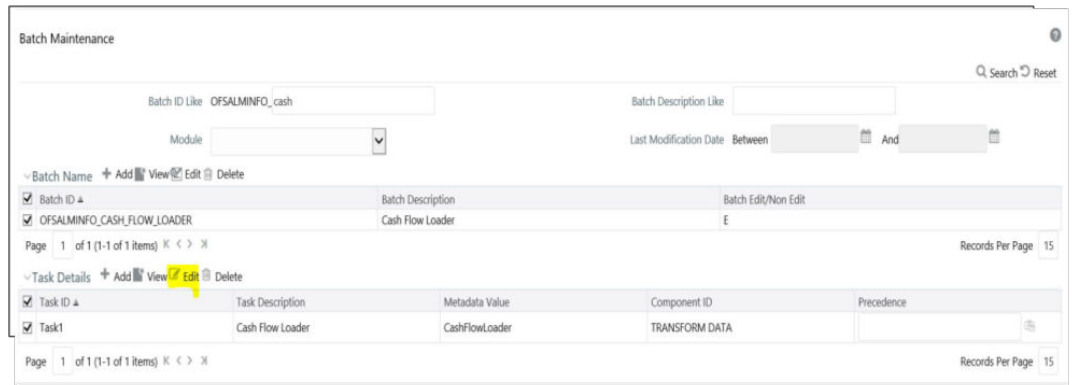 Batch Maintenance
Search Reset
Batch ID Like OFSALMINFO_ cash Batch Description Like
Module Last Modification Date Between And
Batch Name + Add View Edit Delete
Batch ID Batch Description Batch Edit/Non Edit
OFSALMINFO_CASH_FLOW_LOADER Cash Flow Loader E
Page 1 of 1 (1-1 of 1 items) Records Per Page 15
Task Details + Add View Edit Delete
Task ID Task Description Metadata Value Component ID Precedence
Task1 Cash Flow Loader CashFlowLoader TRANSFORM DATA
Page 1 of 1 (1-1 of 1 items) Records Per Page 15